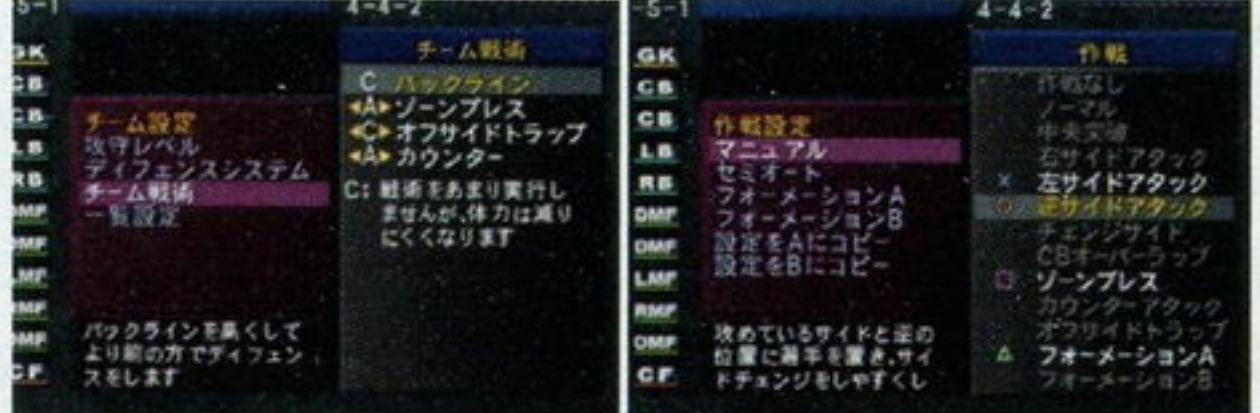 5-1
4-4-2
GK
CB
CB
LB
RB
DMF
DMF
LMF
RMF
OMF
CF
チーム設定
攻守レベル
ディフェンスシステム
チーム戦術
一覧設定
バックラインを高くして
より前の方でディフェン
スをします
チーム戦術
C バックライン
◀A▶ ゾーンプレス
◀C▶ オフサイドトラップ
◀A▶ カウンター
C: 戦術をあまり実行し
ませんが、体力は減り
にくくなります
-5-1
4-4-2
GK
CB
CB
LB
RB
DMF
DMF
LMF
RMF
OMF
CF
作戦設定
マニュアル
セミオート
フォーメーションA
フォーメーションB
設定をAにコピー
設定をBにコピー
攻めているサイドと逆の
位置に選手を置き、サイ
ドチェンジをしやすくし
作戦
作戦なし
ノーマル
中央突破
右サイドアタック
× 左サイドアタック
○ 逆サイドアタック
チェンジサイド
CBオーバーラップ
□ ゾーンプレス
カウンターアタック
オフサイドトラップ
△ フォーメーションA
フォーメーションB